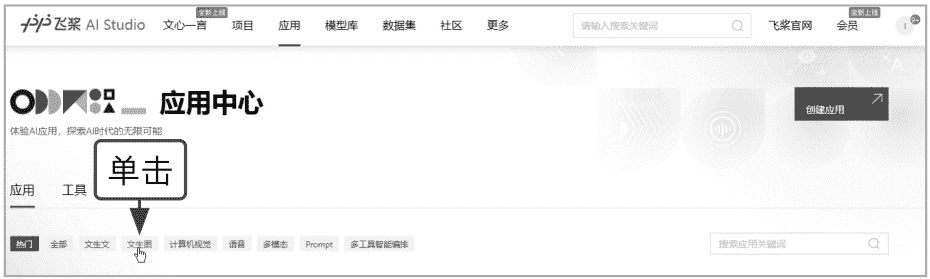 全新上线 全新上线 9+
飞桨 AI Studio 文心一言 项目 应用 模型库 数据集 社区 更多 请输入搜索关键词 飞桨官网 会员
应用中心
创建应用
体验AI应用，探索AI时代的无限可能
单击
应用 工具
热门 全部 文生文 文生图 计算机视觉 语音 多模态 Prompt 多工具智能编排 搜索应用关键词